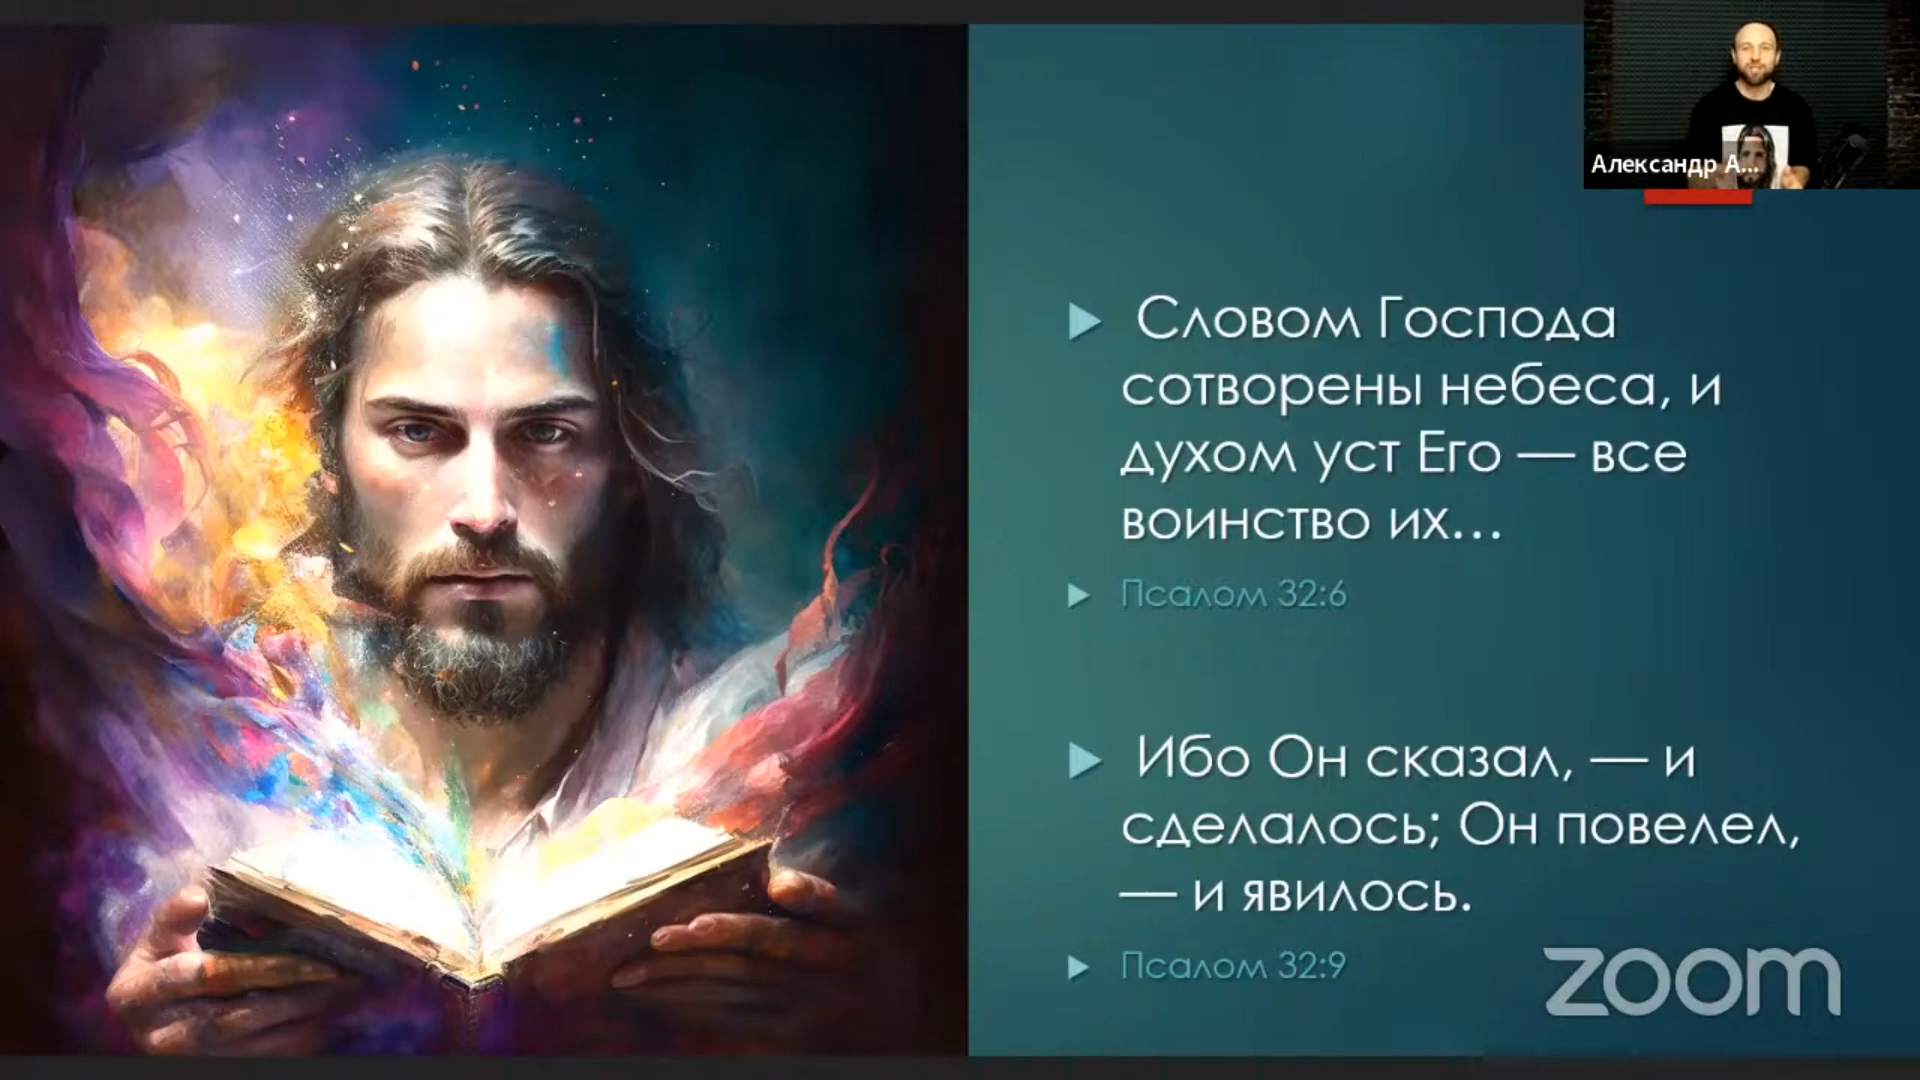 Александр А...
Словом Господа
сотворены небеса, и
духом уст Его — все
воинство их...
Псалом 32:6
Ибо Он сказал, — и
сделалось; Он повелел,
— и явилось.
Псалом 32:9
zoom